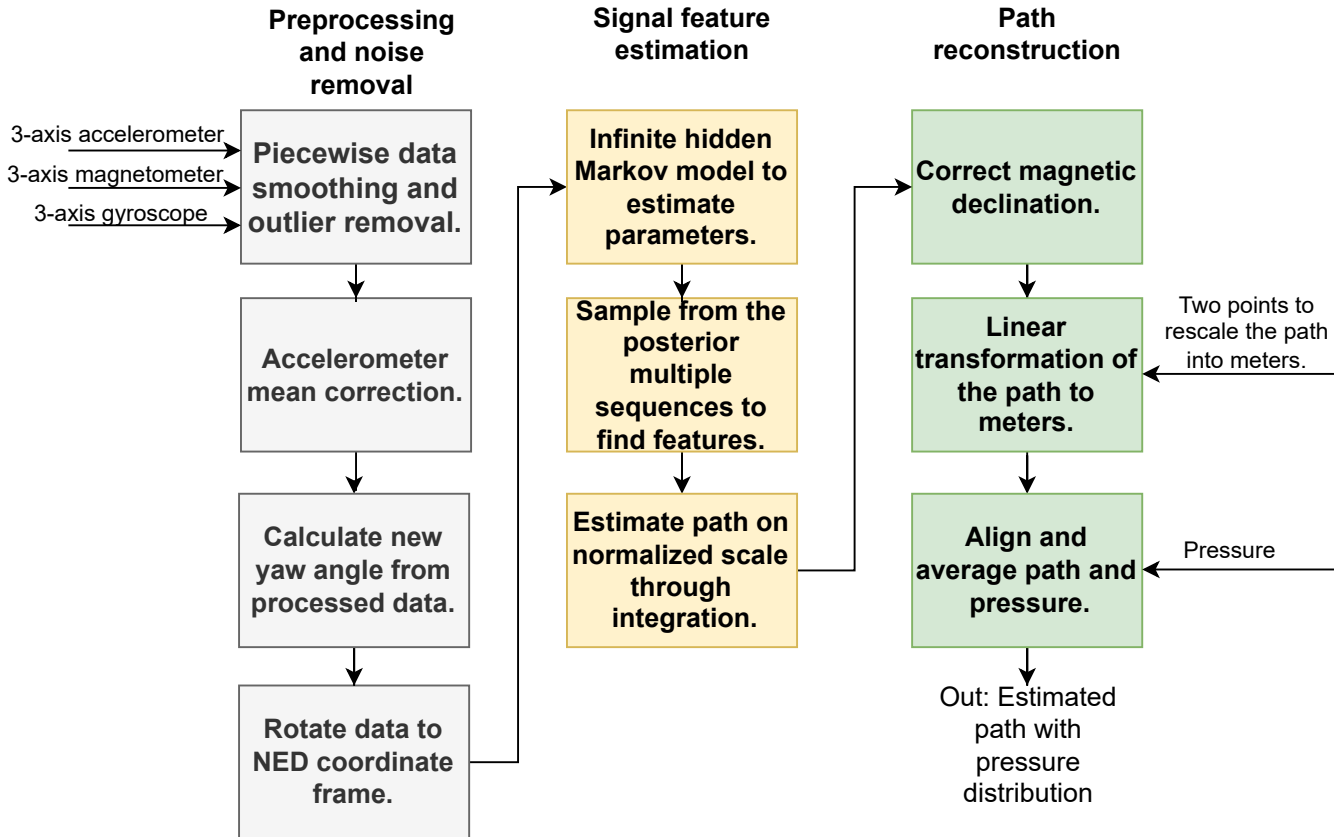 Preprocessing
and noise
removal
3-axis accelerometer
3-axis magnetometer
3-axis gyroscope
Piecewise data
smoothing and
outlier removal.
Accelerometer
mean correction.
Calculate new
yaw angle from
processed data.
Rotate data to
NED coordinate
frame.
Signal feature
estimation
Infinite hidden
Markov model to
estimate
parameters.
Sample from the
posterior
multiple
sequences to
find features.
Estimate path on
normalized scale
through
integration.
Path
reconstruction
Correct magnetic
declination.
Linear
transformation of
the path to
meters.
Two points to
rescale the path
into meters.
Align and
average path and
pressure.
Pressure
Out: Estimated
path with
pressure
distribution